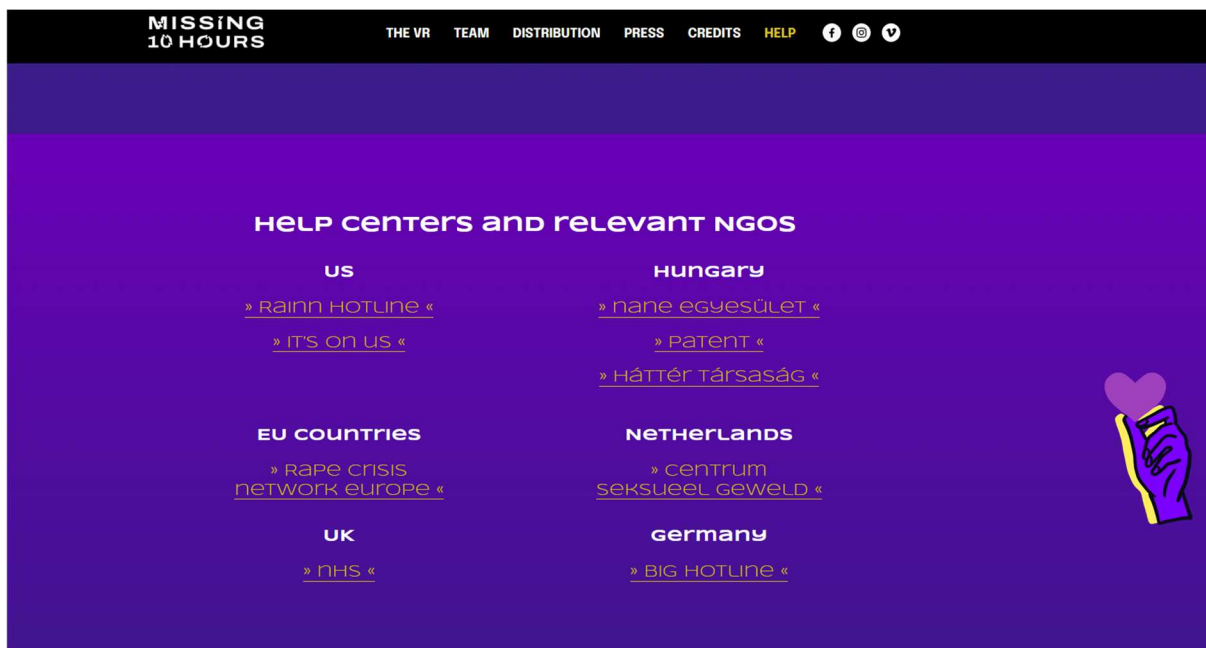 MISSING
10 HOURS
THE VR TEAM DISTRIBUTION PRESS CREDITS HELP
Help centers and relevant NGOs
US
» Rainn Hotline «
» It's on us «
Hungary
» nane egyesület «
» Patent «
» Háttér Társaság «
EU countries
» Rape crisis
network europe «
Netherlands
» centrum
seksueel geweld «
UK
» NHS «
Germany
» BIG Hotline «